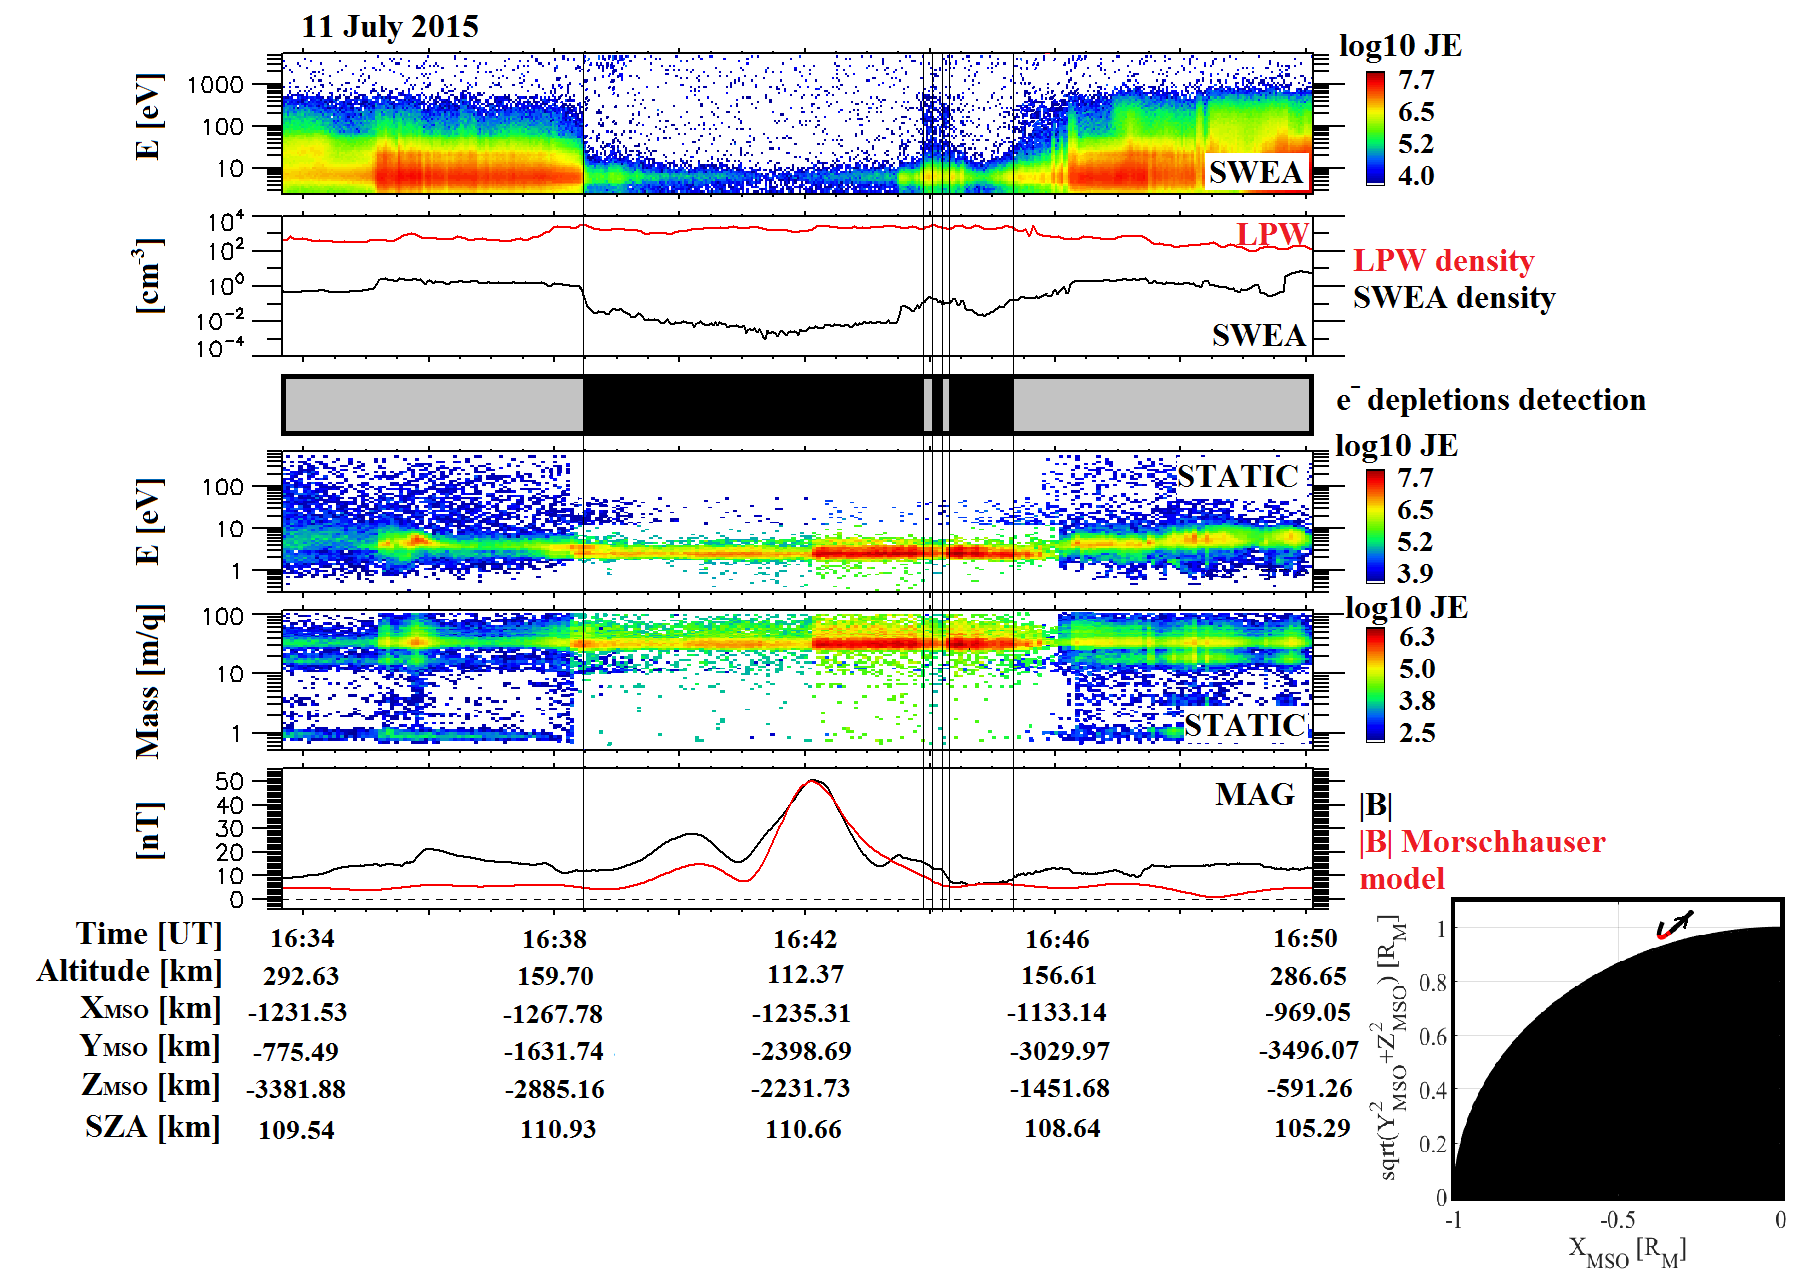 11 July 2015
E [eV]
1000
100
10
SWEA
log10 JE
7.7
6.5
5.2
4.0
[cm-3]
10^4
10^2
10^0
10^-2
10^-4
LPW
SWEA
LPW density
SWEA density
e- depletions detection
E [eV]
100
10
1
STATIC
log10 JE
7.7
6.5
5.2
3.9
Mass [m/q]
100
10
1
STATIC
log10 JE
6.3
5.0
3.8
2.5
[nT]
50
40
30
20
10
0
MAG
|B|
|B| Morschhauser
model
Time [UT] 16:34 16:38 16:42 16:46 16:50
Altitude [km] 292.63 159.70 112.37 156.61 286.65
XMSO [km] -1231.53 -1267.78 -1235.31 -1133.14 -969.05
YMSO [km] -775.49 -1631.74 -2398.69 -3029.97 -3496.07
ZMSO [km] -3381.88 -2885.16 -2231.73 -1451.68 -591.26
SZA [km] 109.54 110.93 110.66 108.64 105.29
sqrt(Y²MSO+Z²MSO) [RM]
1
0.8
0.6
0.4
0.2
0
-1 -0.5 0
XMSO [RM]